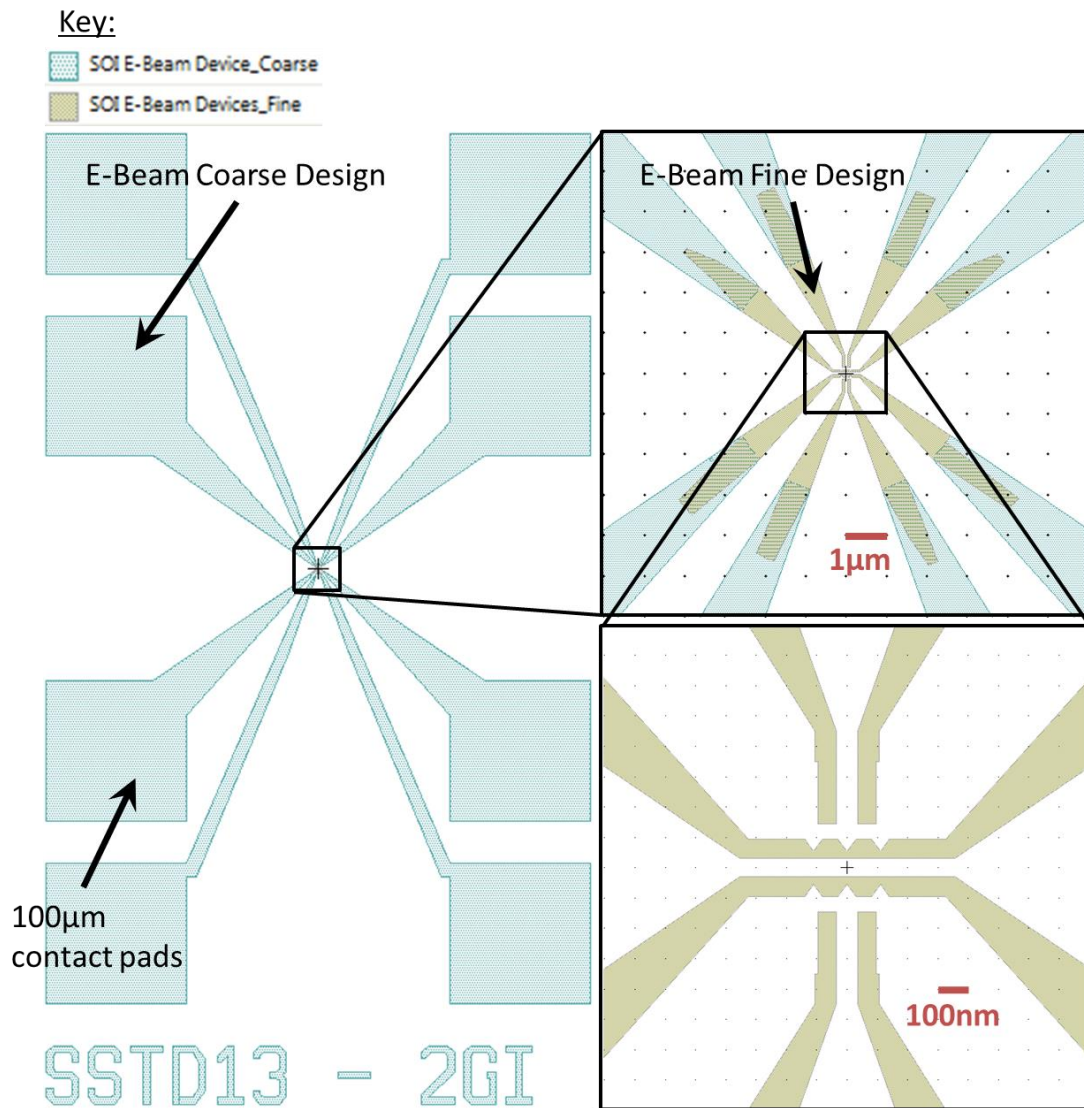 Key:
SOI E-Beam Device_Coarse
SOI E-Beam Devices_Fine
E-Beam Coarse Design
E-Beam Fine Design
1µm
100µm
contact pads
100nm
SSTD13 - 2GI